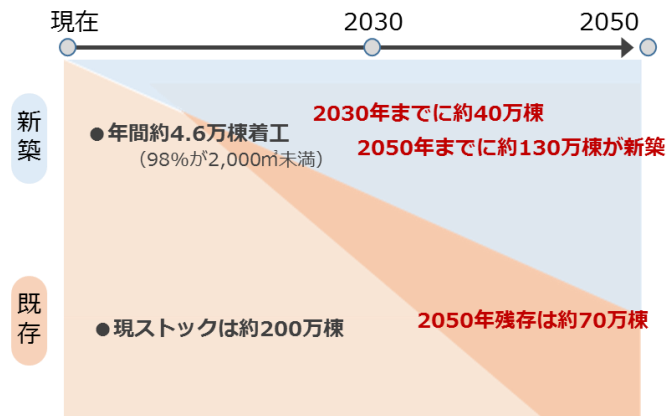 現在 2030 2050
新築
●年間約4.6万棟着工
（98%が2,000㎡未満）
2030年までに約40万棟
2050年までに約130万棟が新築
既存
●現ストックは約200万棟
2050年残存は約70万棟